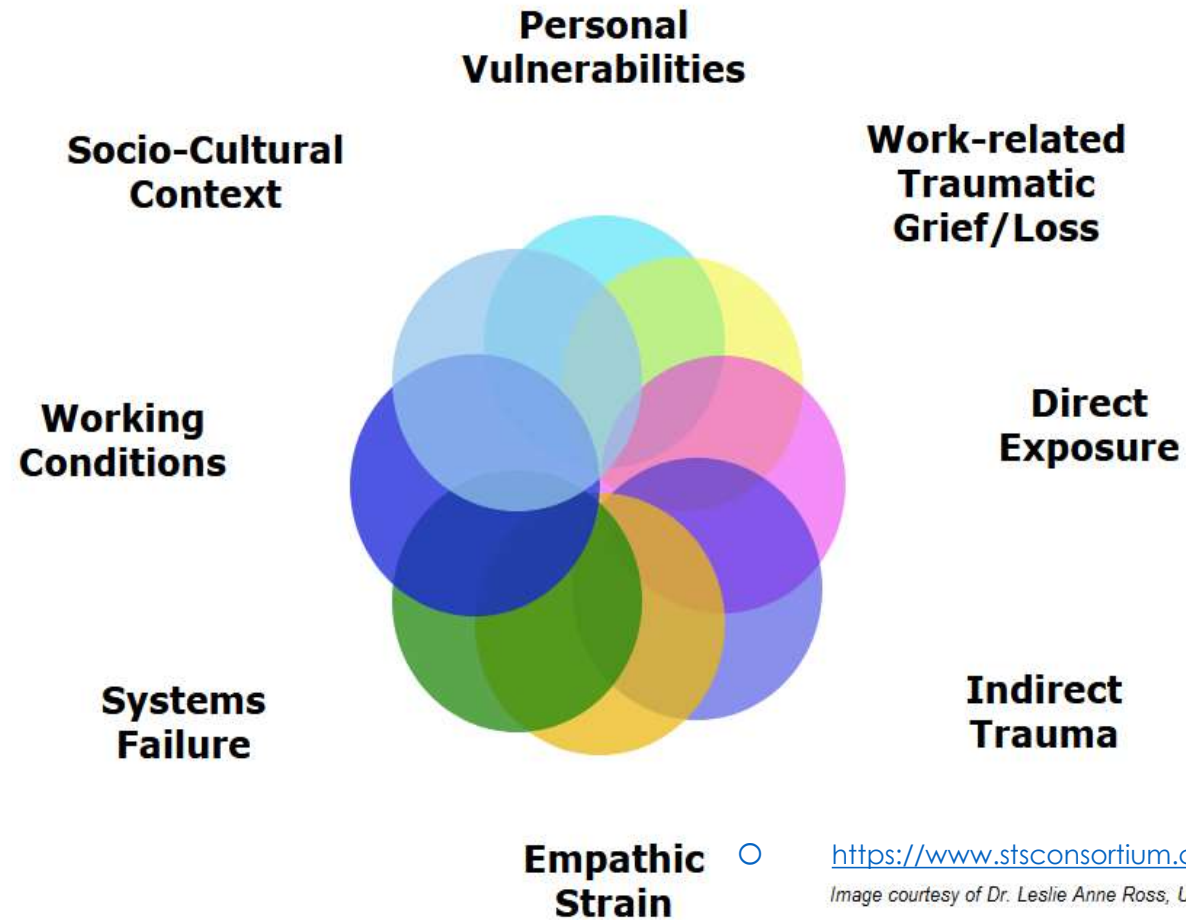 Personal
Vulnerabilities
Socio-Cultural
Context
Work-related
Traumatic
Grief/Loss
Working
Conditions
Direct
Exposure
Systems
Failure
Indirect
Trauma
Empathic
Strain
https://www.stsconsortium.
Image courtesy of Dr. Leslie Anne Ross, U